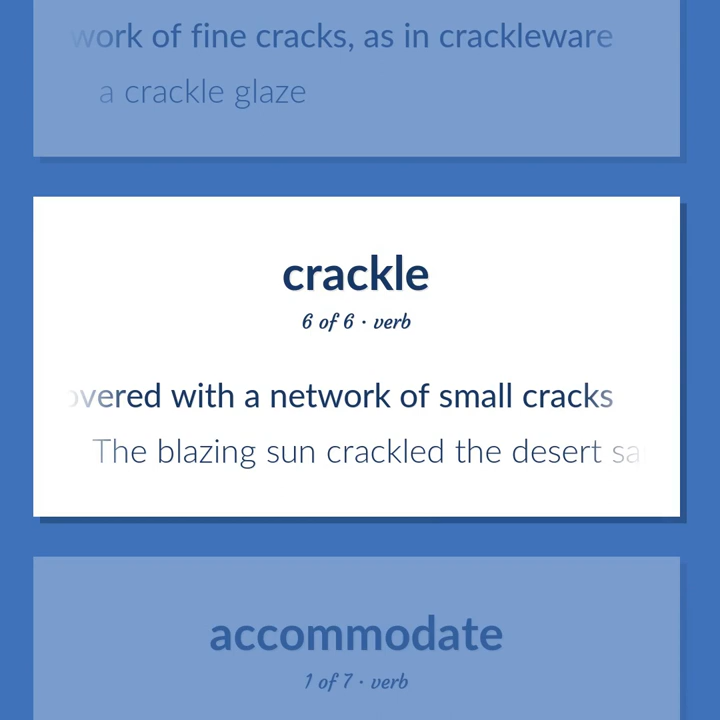 work of fine cracks, as in crackleware
a crackle glaze
crackle
6 of 6 · verb
overed with a network of small cracks
The blazing sun crackled the desert sa
accommodate
1 of 7 · verb